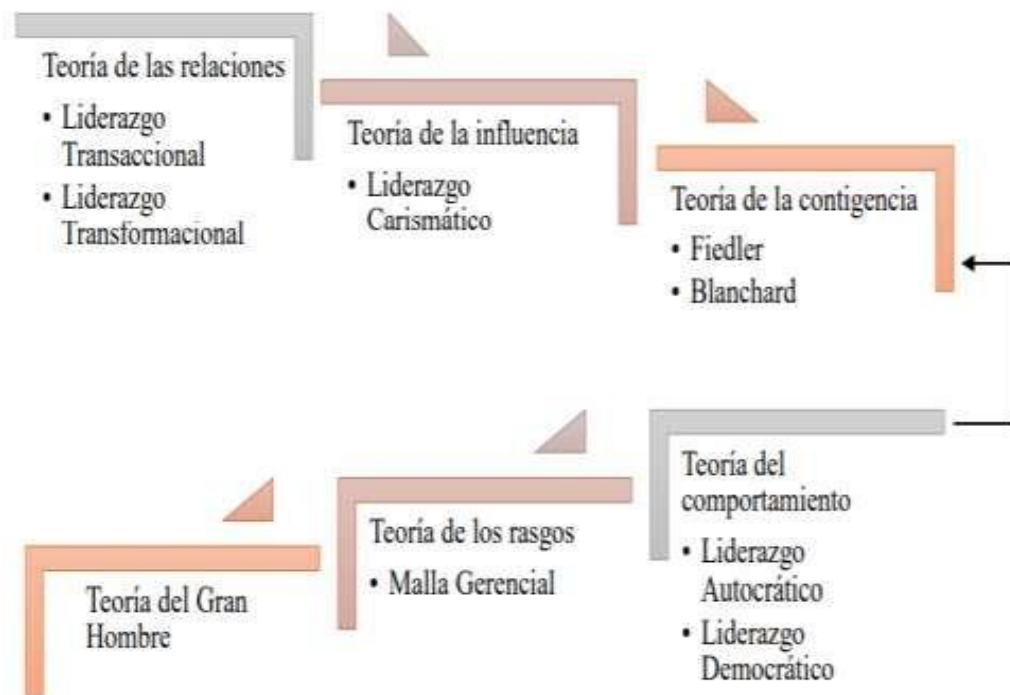 Teoría de las relaciones
• Liderazgo
Transaccional
• Liderazgo
Transformacional
Teoría de la influencia
• Liderazgo
Carismático
Teoría de la contigencia
• Fiedler
• Blanchard
Teoría del Gran
Hombre
Teoría de los rasgos
• Malla Gerencial
Teoría del
comportamiento
• Liderazgo
Autocrático
• Liderazgo
Democrático